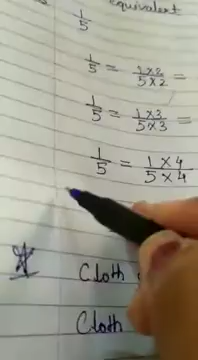 equivalent
1/5
1/5 = 1×2/5×2 =
1/5 = 1×3/5×3 =
1/5 = 1×4/5×4
Cloth
Cloth